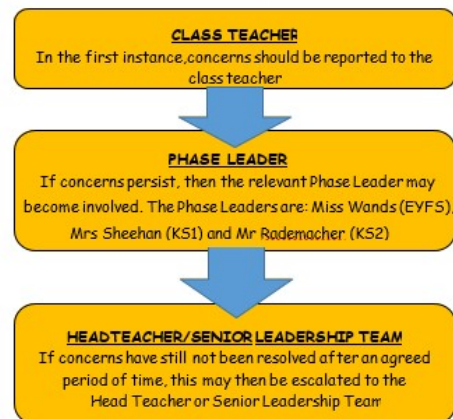 CLASS TEACHER
In the first instance,concerns should be reported to the
class teacher
PHASE LEADER
If concerns persist, then the relevant Phase Leader may
become involved. The Phase Leaders are: Miss Wands (EYFS),
Mrs Sheehan (KS1) and Mr Rademacher (KS2)
HEADTEACHER/SENIOR LEADERSHIP TEAM
If concerns have still not been resolved after an agreed
period of time, this may then be escalated to the
Head Teacher or Senior Leadership Team